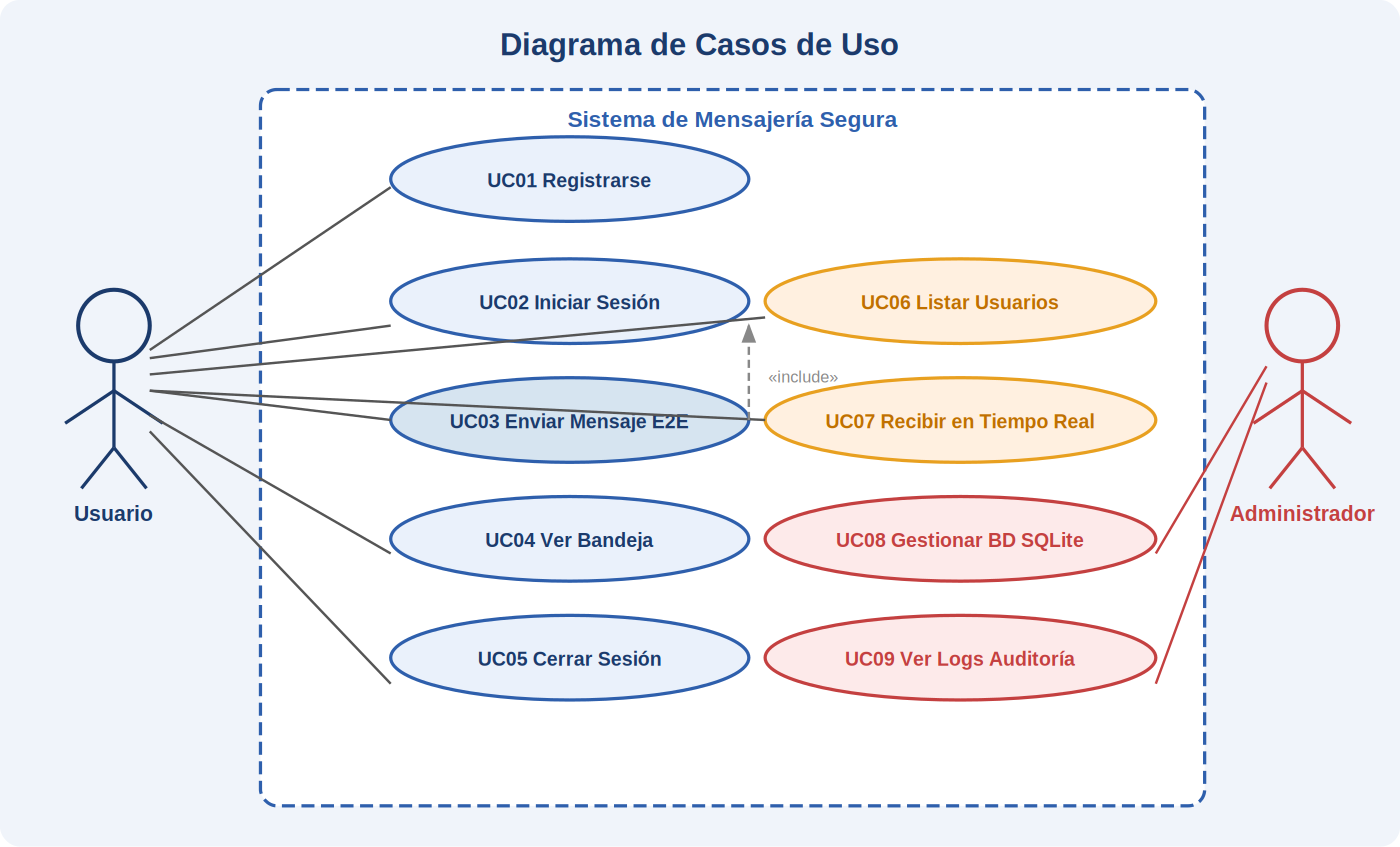 Diagrama de Casos de Uso
Sistema de Mensajería Segura
UC01 Registrarse
UC02 Iniciar Sesión
UC06 Listar Usuarios
«include»
UC03 Enviar Mensaje E2E
UC07 Recibir en Tiempo Real
Usuario
Administrador
UC04 Ver Bandeja
UC08 Gestionar BD SQLite
UC05 Cerrar Sesión
UC09 Ver Logs Auditoría